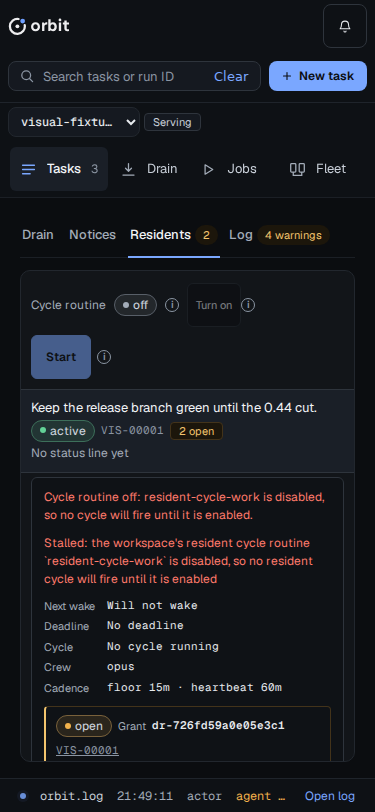 orbit
Search tasks or run ID Clear + New task
visual-fixtu… Serving
Tasks 3 Drain Jobs Fleet
Drain Notices Residents 2 Log 4 warnings
Cycle routine off Turn on
Start
Keep the release branch green until the 0.44 cut.
active VIS-00001 2 open
No status line yet
Cycle routine off: resident-cycle-work is disabled,
so no cycle will fire until it is enabled.
Stalled: the workspace's resident cycle routine
`resident-cycle-work` is disabled, so no resident
cycle will fire until it is enabled
Next wake Will not wake
Deadline No deadline
Cycle No cycle running
Crew opus
Cadence floor 15m · heartbeat 60m
open Grant dr-726fd59a0e05e3c1
VIS-00001
orbit.log 21:49:11 actor agent … Open log